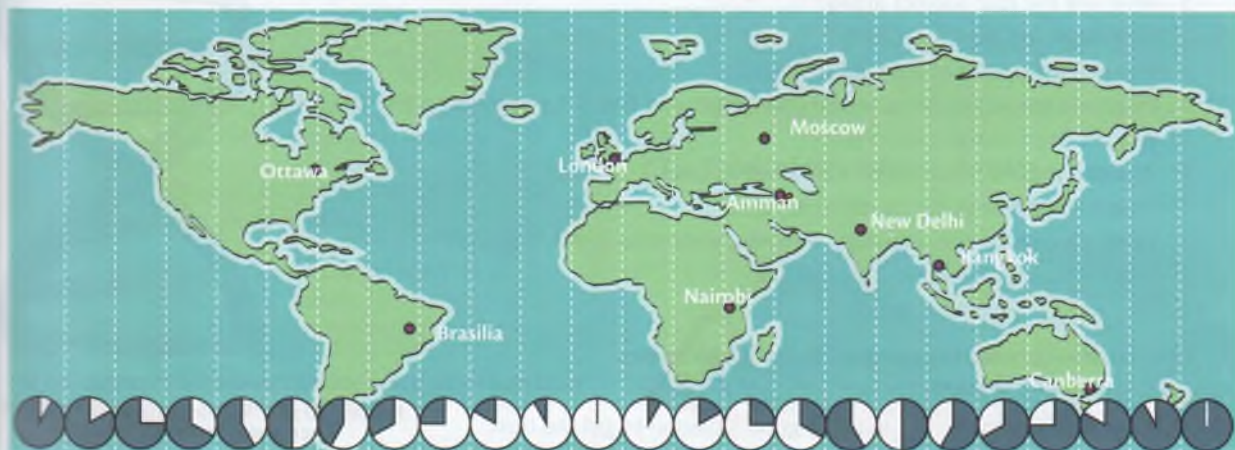 Moscow
London
Ottawa
Amman
New Delhi
Bangkok
Nairobi
Brasilia
Canberra